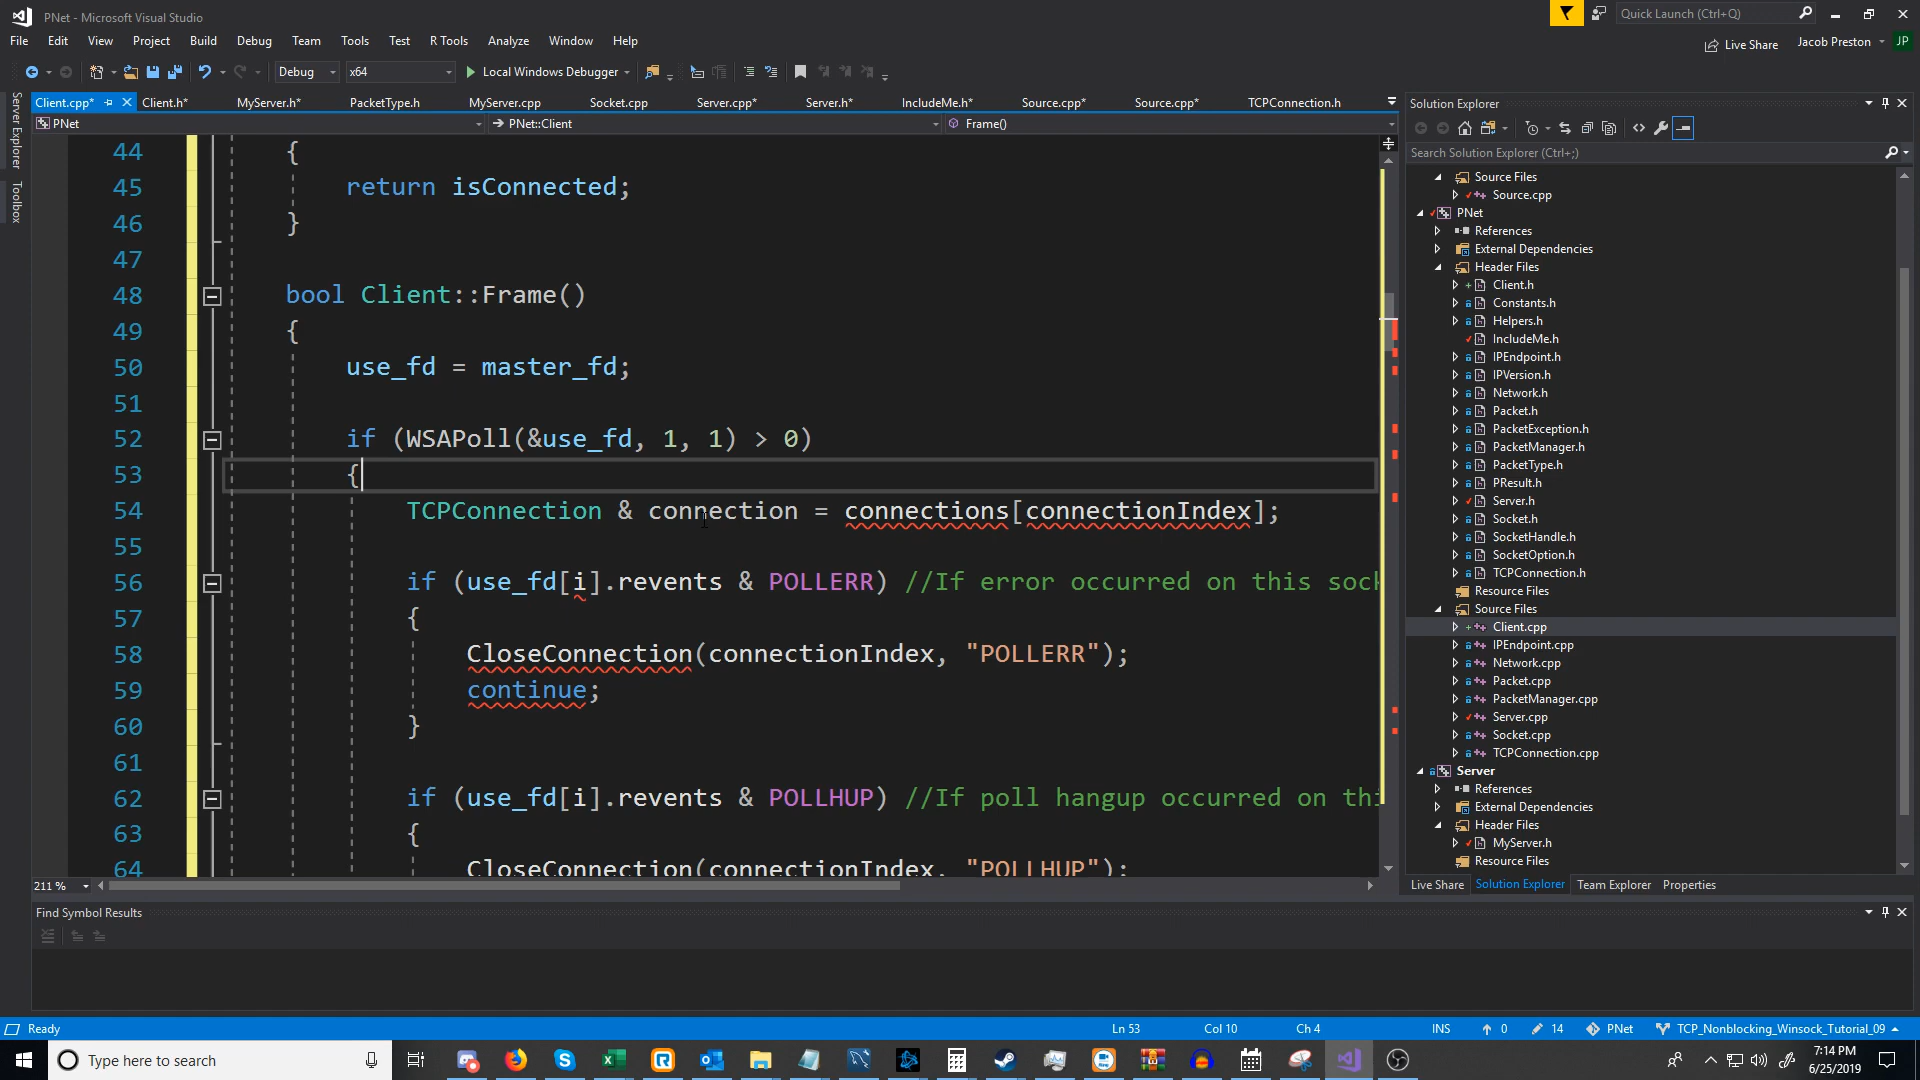 PNet - Microsoft Visual Studio
Quick Launch (Ctrl+Q)
File Edit View Project Build Debug Team Tools Test R Tools Analyze Window Help
Live Share Jacob Preston JP
Debug x64 Local Windows Debugger
Client.cpp* Client.h* MyServer.h* PacketType.h MyServer.cpp Socket.cpp Server.cpp* Server.h* IncludeMe.h* Source.cpp* Source.cpp* TCPConnection.h
PNet PNet::Client Frame()
Server Explorer
Toolbox
44 {
45 return isConnected;
46 }
47
48 bool Client::Frame()
49 {
50 use_fd = master_fd;
51
52 if (WSAPoll(&use_fd, 1, 1) > 0)
53 {
54 TCPConnection & connection = connections[connectionIndex];
55
56 if (use_fd[i].revents & POLLERR) //If error occurred on this sock
57 {
58 CloseConnection(connectionIndex, "POLLERR");
59 continue;
60 }
61
62 if (use_fd[i].revents & POLLHUP) //If poll hangup occurred on thi
63 {
64 CloseConnection(connectionIndex, "POLLHUP");
211 %
Solution Explorer
Search Solution Explorer (Ctrl+;)
Source Files
Source.cpp
PNet
References
External Dependencies
Header Files
Client.h
Constants.h
Helpers.h
IncludeMe.h
IPEndpoint.h
IPVersion.h
Network.h
Packet.h
PacketException.h
PacketManager.h
PacketType.h
PResult.h
Server.h
Socket.h
SocketHandle.h
SocketOption.h
TCPConnection.h
Resource Files
Source Files
Client.cpp
IPEndpoint.cpp
Network.cpp
Packet.cpp
PacketManager.cpp
Server.cpp
Socket.cpp
TCPConnection.cpp
Server
References
External Dependencies
Header Files
MyServer.h
Resource Files
Live Share Solution Explorer Team Explorer Properties
Find Symbol Results
Ready Ln 53 Col 10 Ch 4 INS 0 14 PNet TCP_Nonblocking_Winsock_Tutorial_09
Type here to search
7:14 PM
6/25/2019